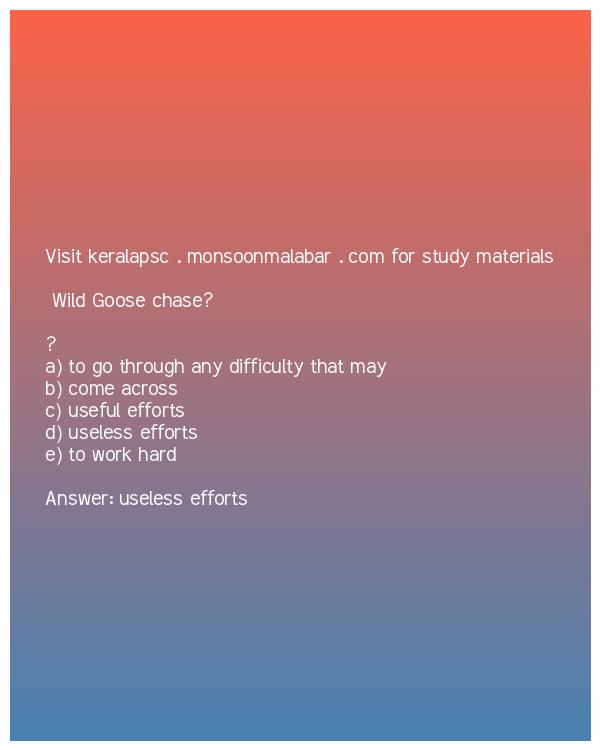 Visit keralapsc . monsoonmalabar . com for study materials
Wild Goose chase?
?
a) to go through any difficulty that may
b) come across
c) useful efforts
d) useless efforts
e) to work hard
Answer: useless efforts